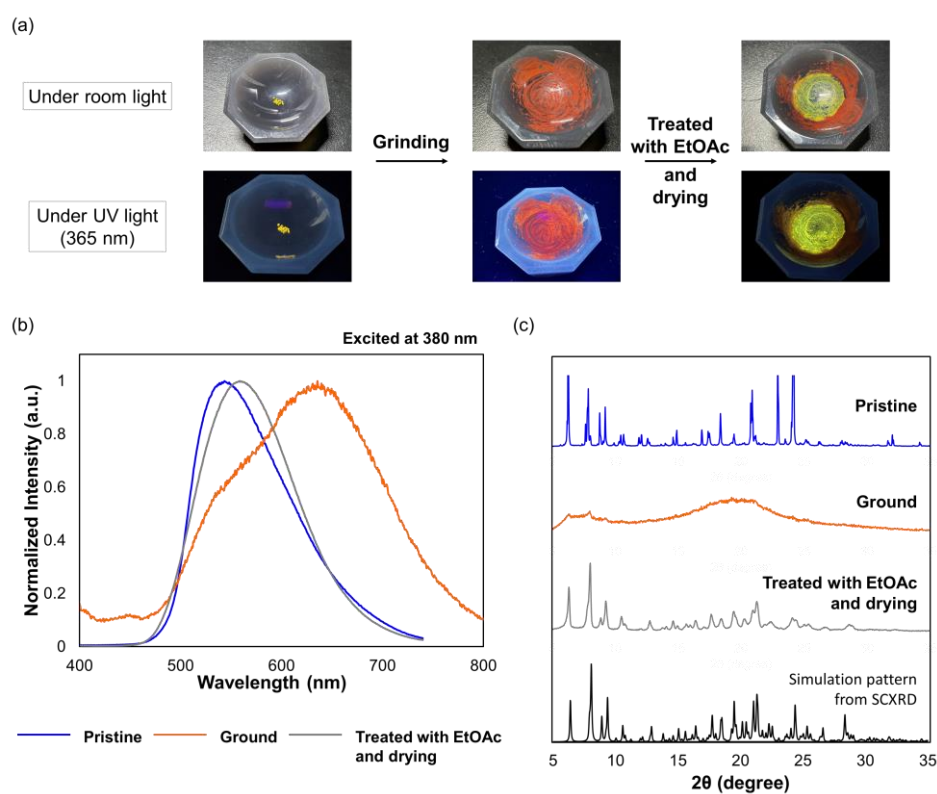 (a)
Under room light
Grinding
Treated
with EtOAc
and
drying
Under UV light
(365 nm)
(b)
Excited at 380 nm
Normalized Intensity (a.u.)
1
0.8
0.6
0.4
0.2
0
400
500
600
700
800
Wavelength (nm)
Pristine
Ground
Treated with EtOAc
and drying
(c)
Pristine
Ground
Treated with EtOAc
and drying
Simulation pattern
from SCXRD
5
10
15
20
25
30
35
2θ (degree)